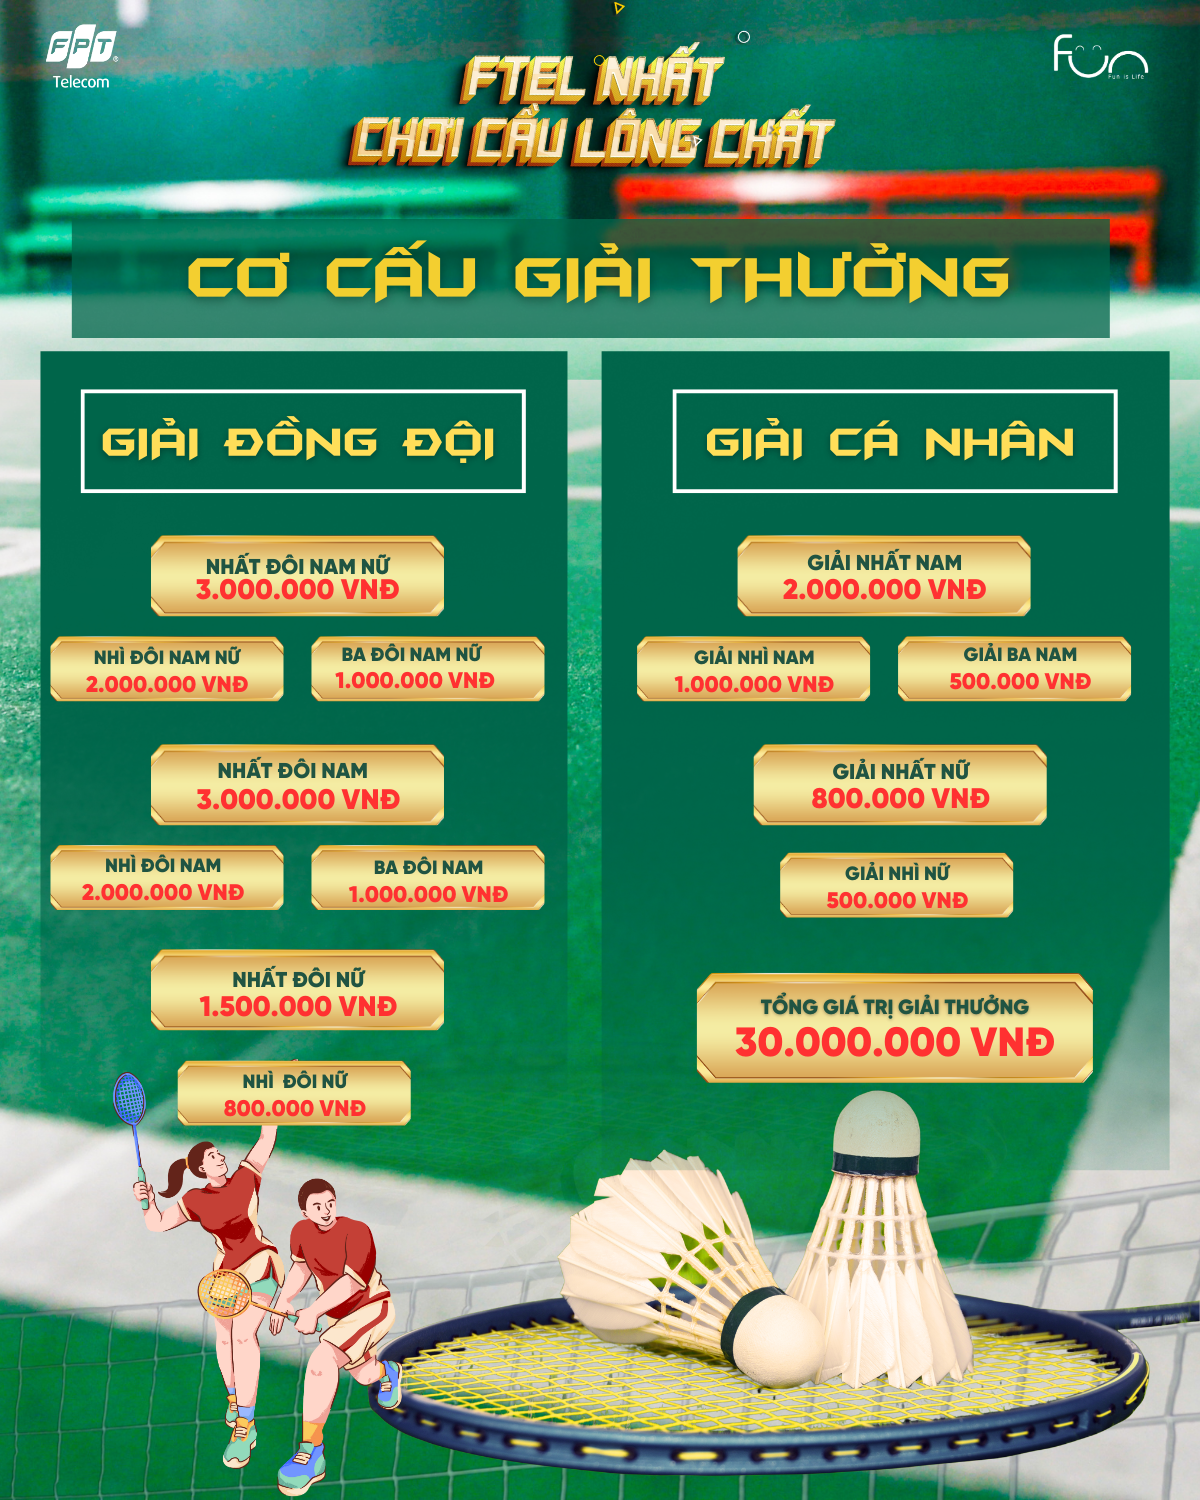 FPT
Telecom
Fun
Fun is Life
FTEL NHẤT
CHƠI CẦU LÔNG CHẤT
CƠ CẤU GIẢI THƯỞNG
GIẢI ĐỒNG ĐỘI
NHẤT ĐÔI NAM NỮ
3.000.000 VNĐ
NHÌ ĐÔI NAM NỮ
2.000.000 VNĐ
BA ĐÔI NAM NỮ
1.000.000 VNĐ
NHẤT ĐÔI NAM
3.000.000 VNĐ
NHÌ ĐÔI NAM
2.000.000 VNĐ
BA ĐÔI NAM
1.000.000 VNĐ
NHẤT ĐÔI NỮ
1.500.000 VNĐ
NHÌ ĐÔI NỮ
800.000 VNĐ
GIẢI CÁ NHÂN
GIẢI NHẤT NAM
2.000.000 VNĐ
GIẢI NHÌ NAM
1.000.000 VNĐ
GIẢI BA NAM
500.000 VNĐ
GIẢI NHẤT NỮ
800.000 VNĐ
GIẢI NHÌ NỮ
500.000 VNĐ
TỔNG GIÁ TRỊ GIẢI THƯỞNG
30.000.000 VNĐ